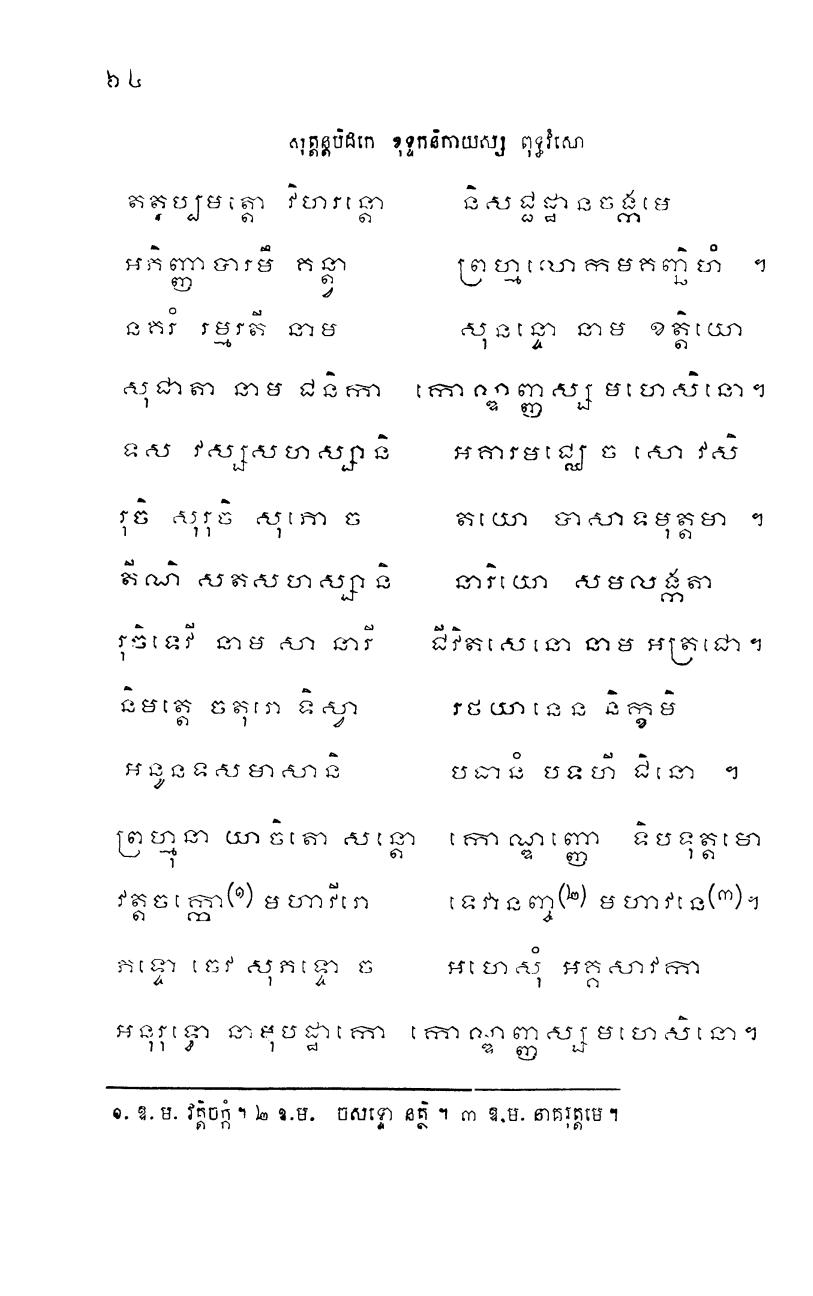 ៦៤
សុត្តន្តបិដកេ ខុទ្ទកនិកាយស្ស ពុទ្ធវំសោ
តត្ថប្បមត្តោ វិហរន្តោ និសជ្ជដ្ឋានចង្កមេ
អភិញ្ញាបារមឹ គន្ត្វា ព្រហ្មលោកមគញ្ឆិហំ ។
នគរំ រម្មវតី នាម សុនន្ទោ នាម ខត្តិយោ
សុជាតា នាម ជនិកា កោណ្ឌញ្ញស្ស មហេសិនោ។
ទស វស្សសហស្សានិ អគារមជ្ឈេ ច សោ វសិ
រុចិ សុរុចិ សុភោ ច តយោ បាសាទមុត្តមា ។
តីណិ សតសហស្សានិ នារិយោ សមលង្កតា
រុចិទេវី នាម សា នារី ជីវិតសេនោ នាម អត្រជោ។
និមត្តេ ចតុរោ ទិស្វា រថយានេន និក្ខមិ
អនូនទសមាសានិ បធានំ បទហី ជិនោ ។
ព្រហ្មុនា យាចិតោ សន្តោ កោណ្ឌញ្ញោ ទិបទុត្តមោ
វត្តចក្កោ(១) មហាវីរោ ទេវានញ្ច(២) មហាវនេ(៣)។
ភទ្ទោ ចេវ សុភទ្ទោ ច អហេសុំ អគ្គសាវកា
អនុរុទ្ធោ នាមុបដ្ឋាកោ កោណ្ឌញ្ញស្ស មហេសិនោ។
១. ឱ. ម. វត្តិចក្កំ ។ ២ ឱ.ម. ចសទ្ទោ នត្ថិ ។ ៣ ឱ.ម. នាគរុត្តមេ ។